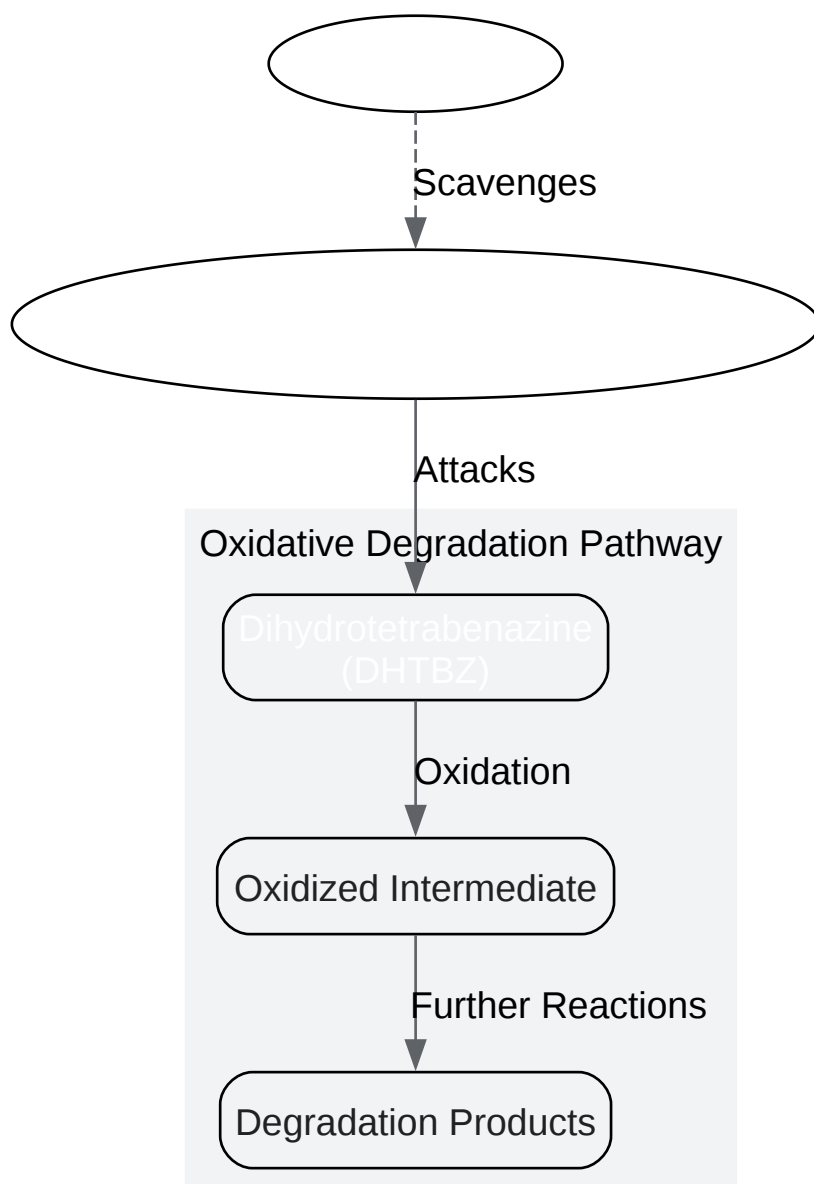 Scavenges
Attacks
Oxidative Degradation Pathway
Dihydrotetrabenazine
(DHTBZ)
Oxidation
Oxidized Intermediate
Further Reactions
Degradation Products